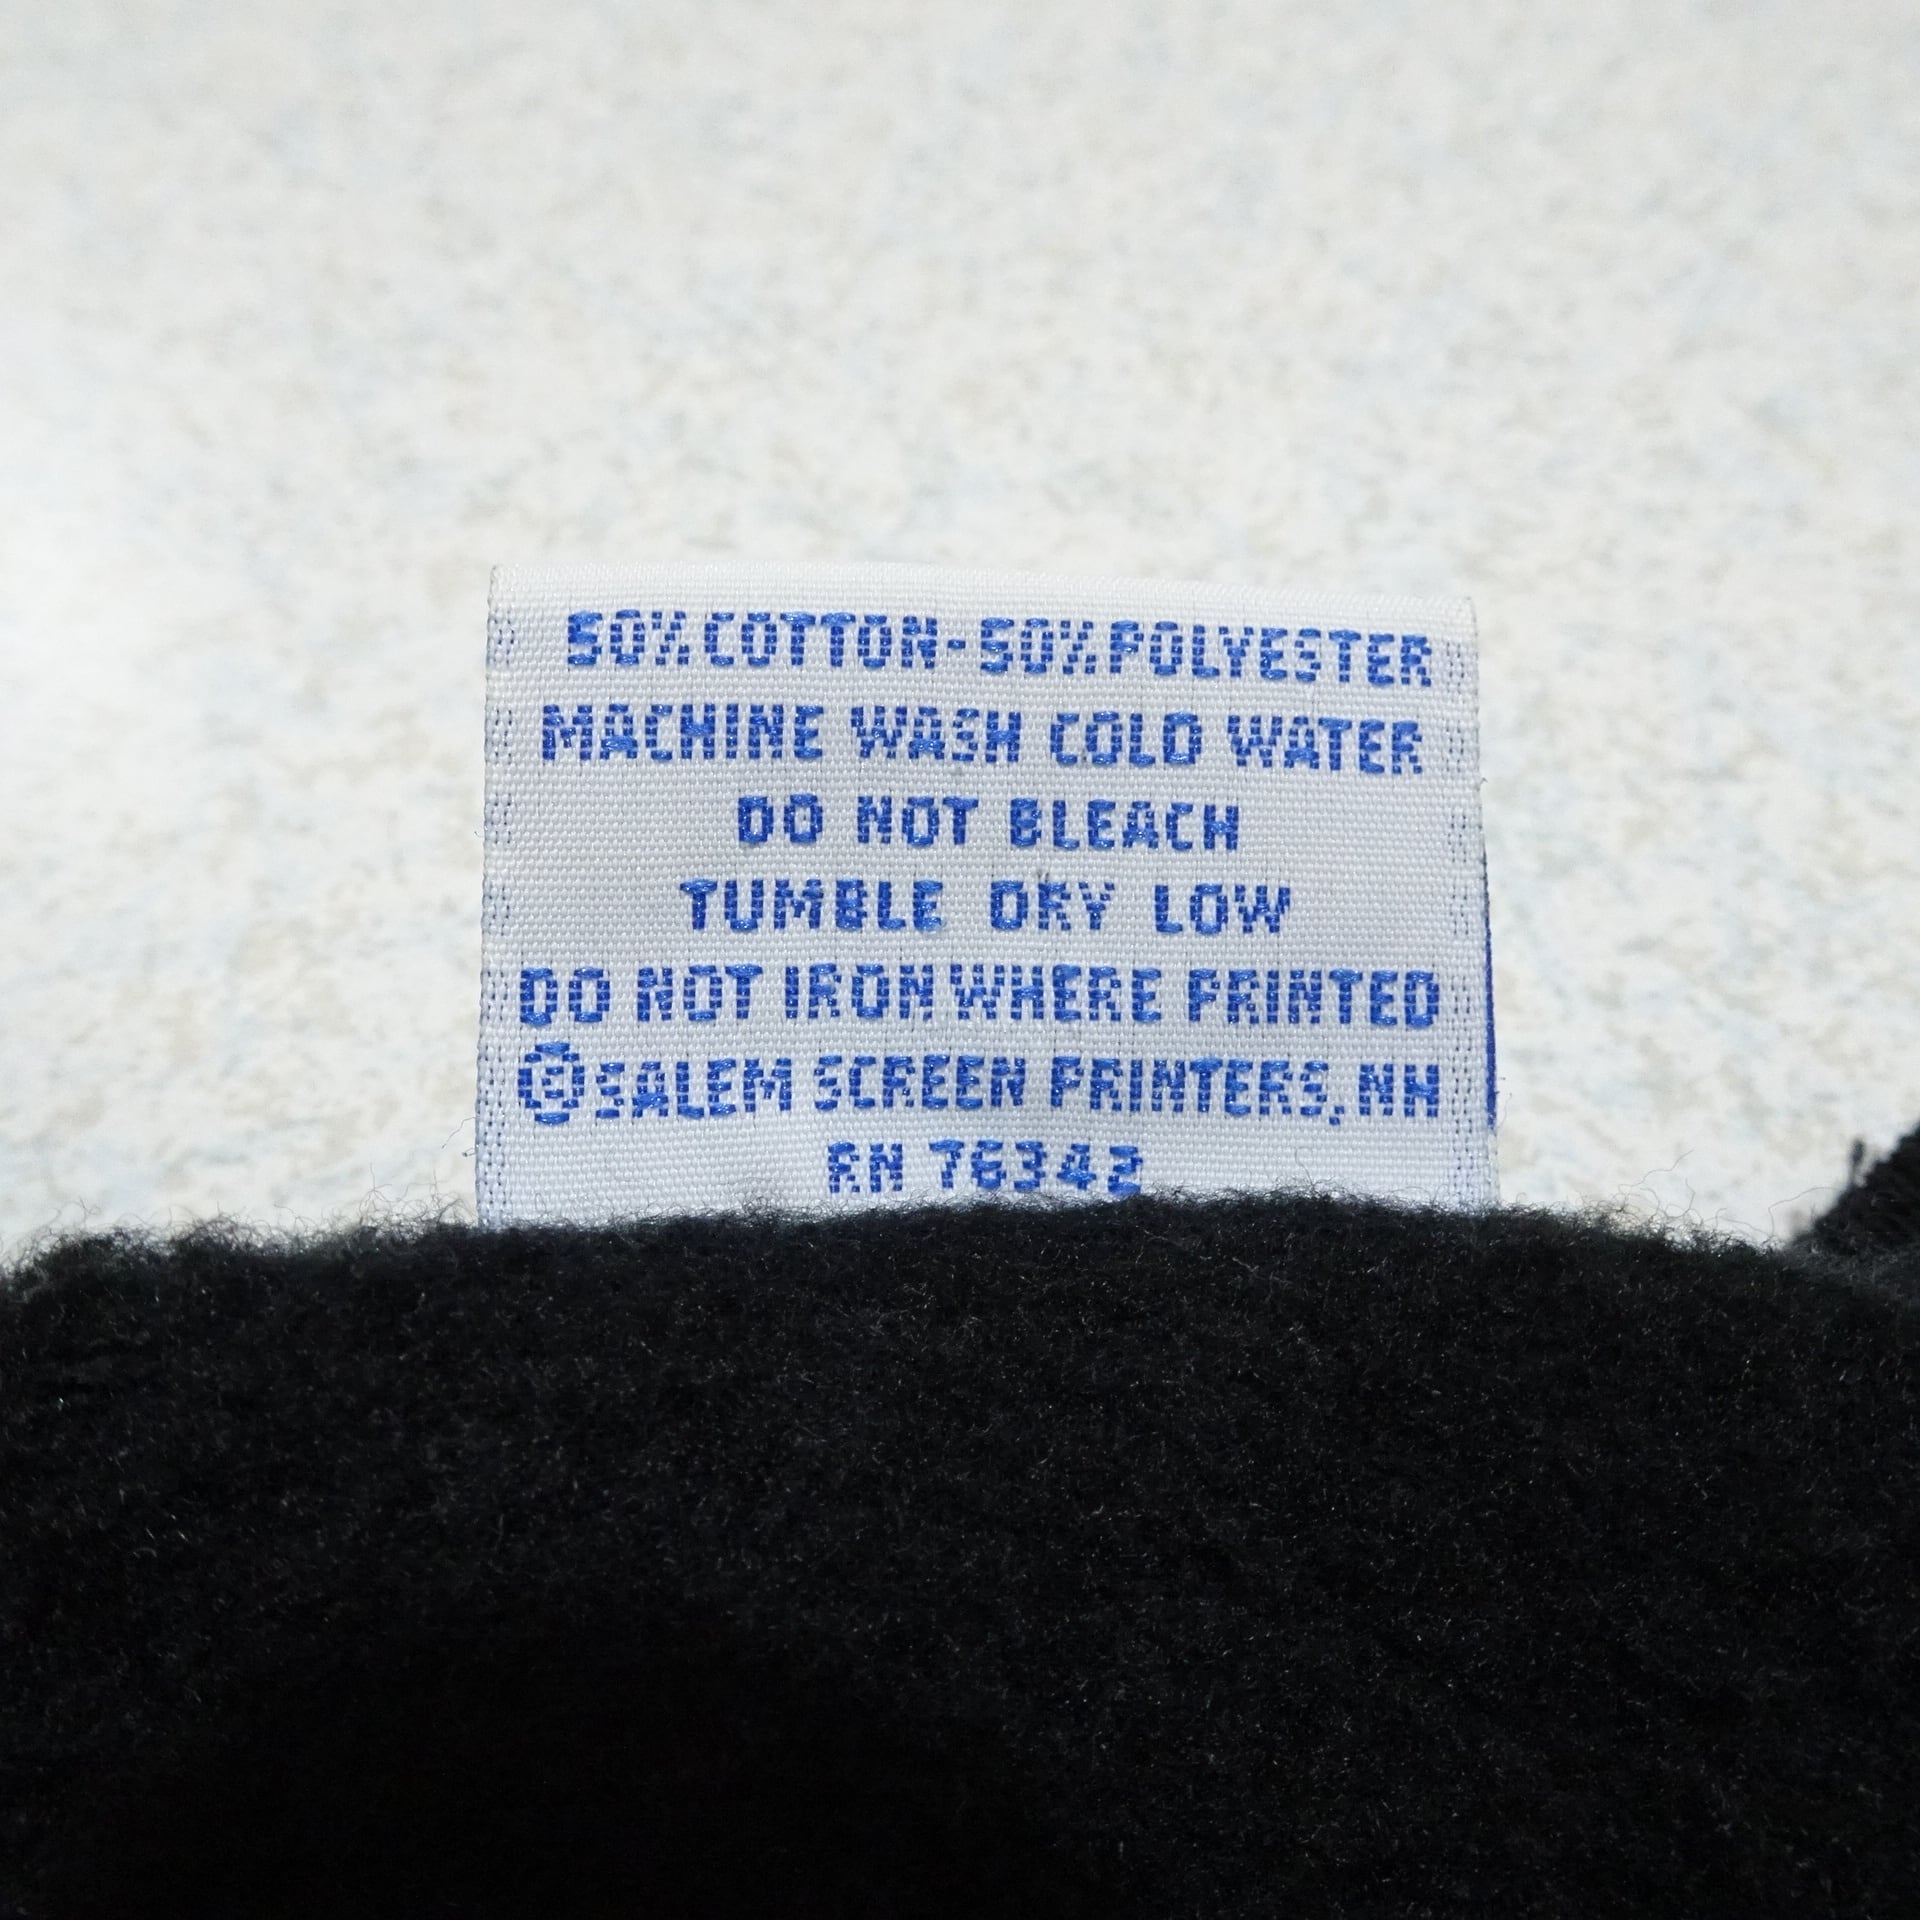 50% COTTON-50% POLYESTER
MACHINE WASH COLD WATER
DO NOT BLEACH
TUMBLE DRY LOW
DO NOT IRON WHERE PRINTED
©SALEM SCREEN PRINTERS, NH
RN 76342